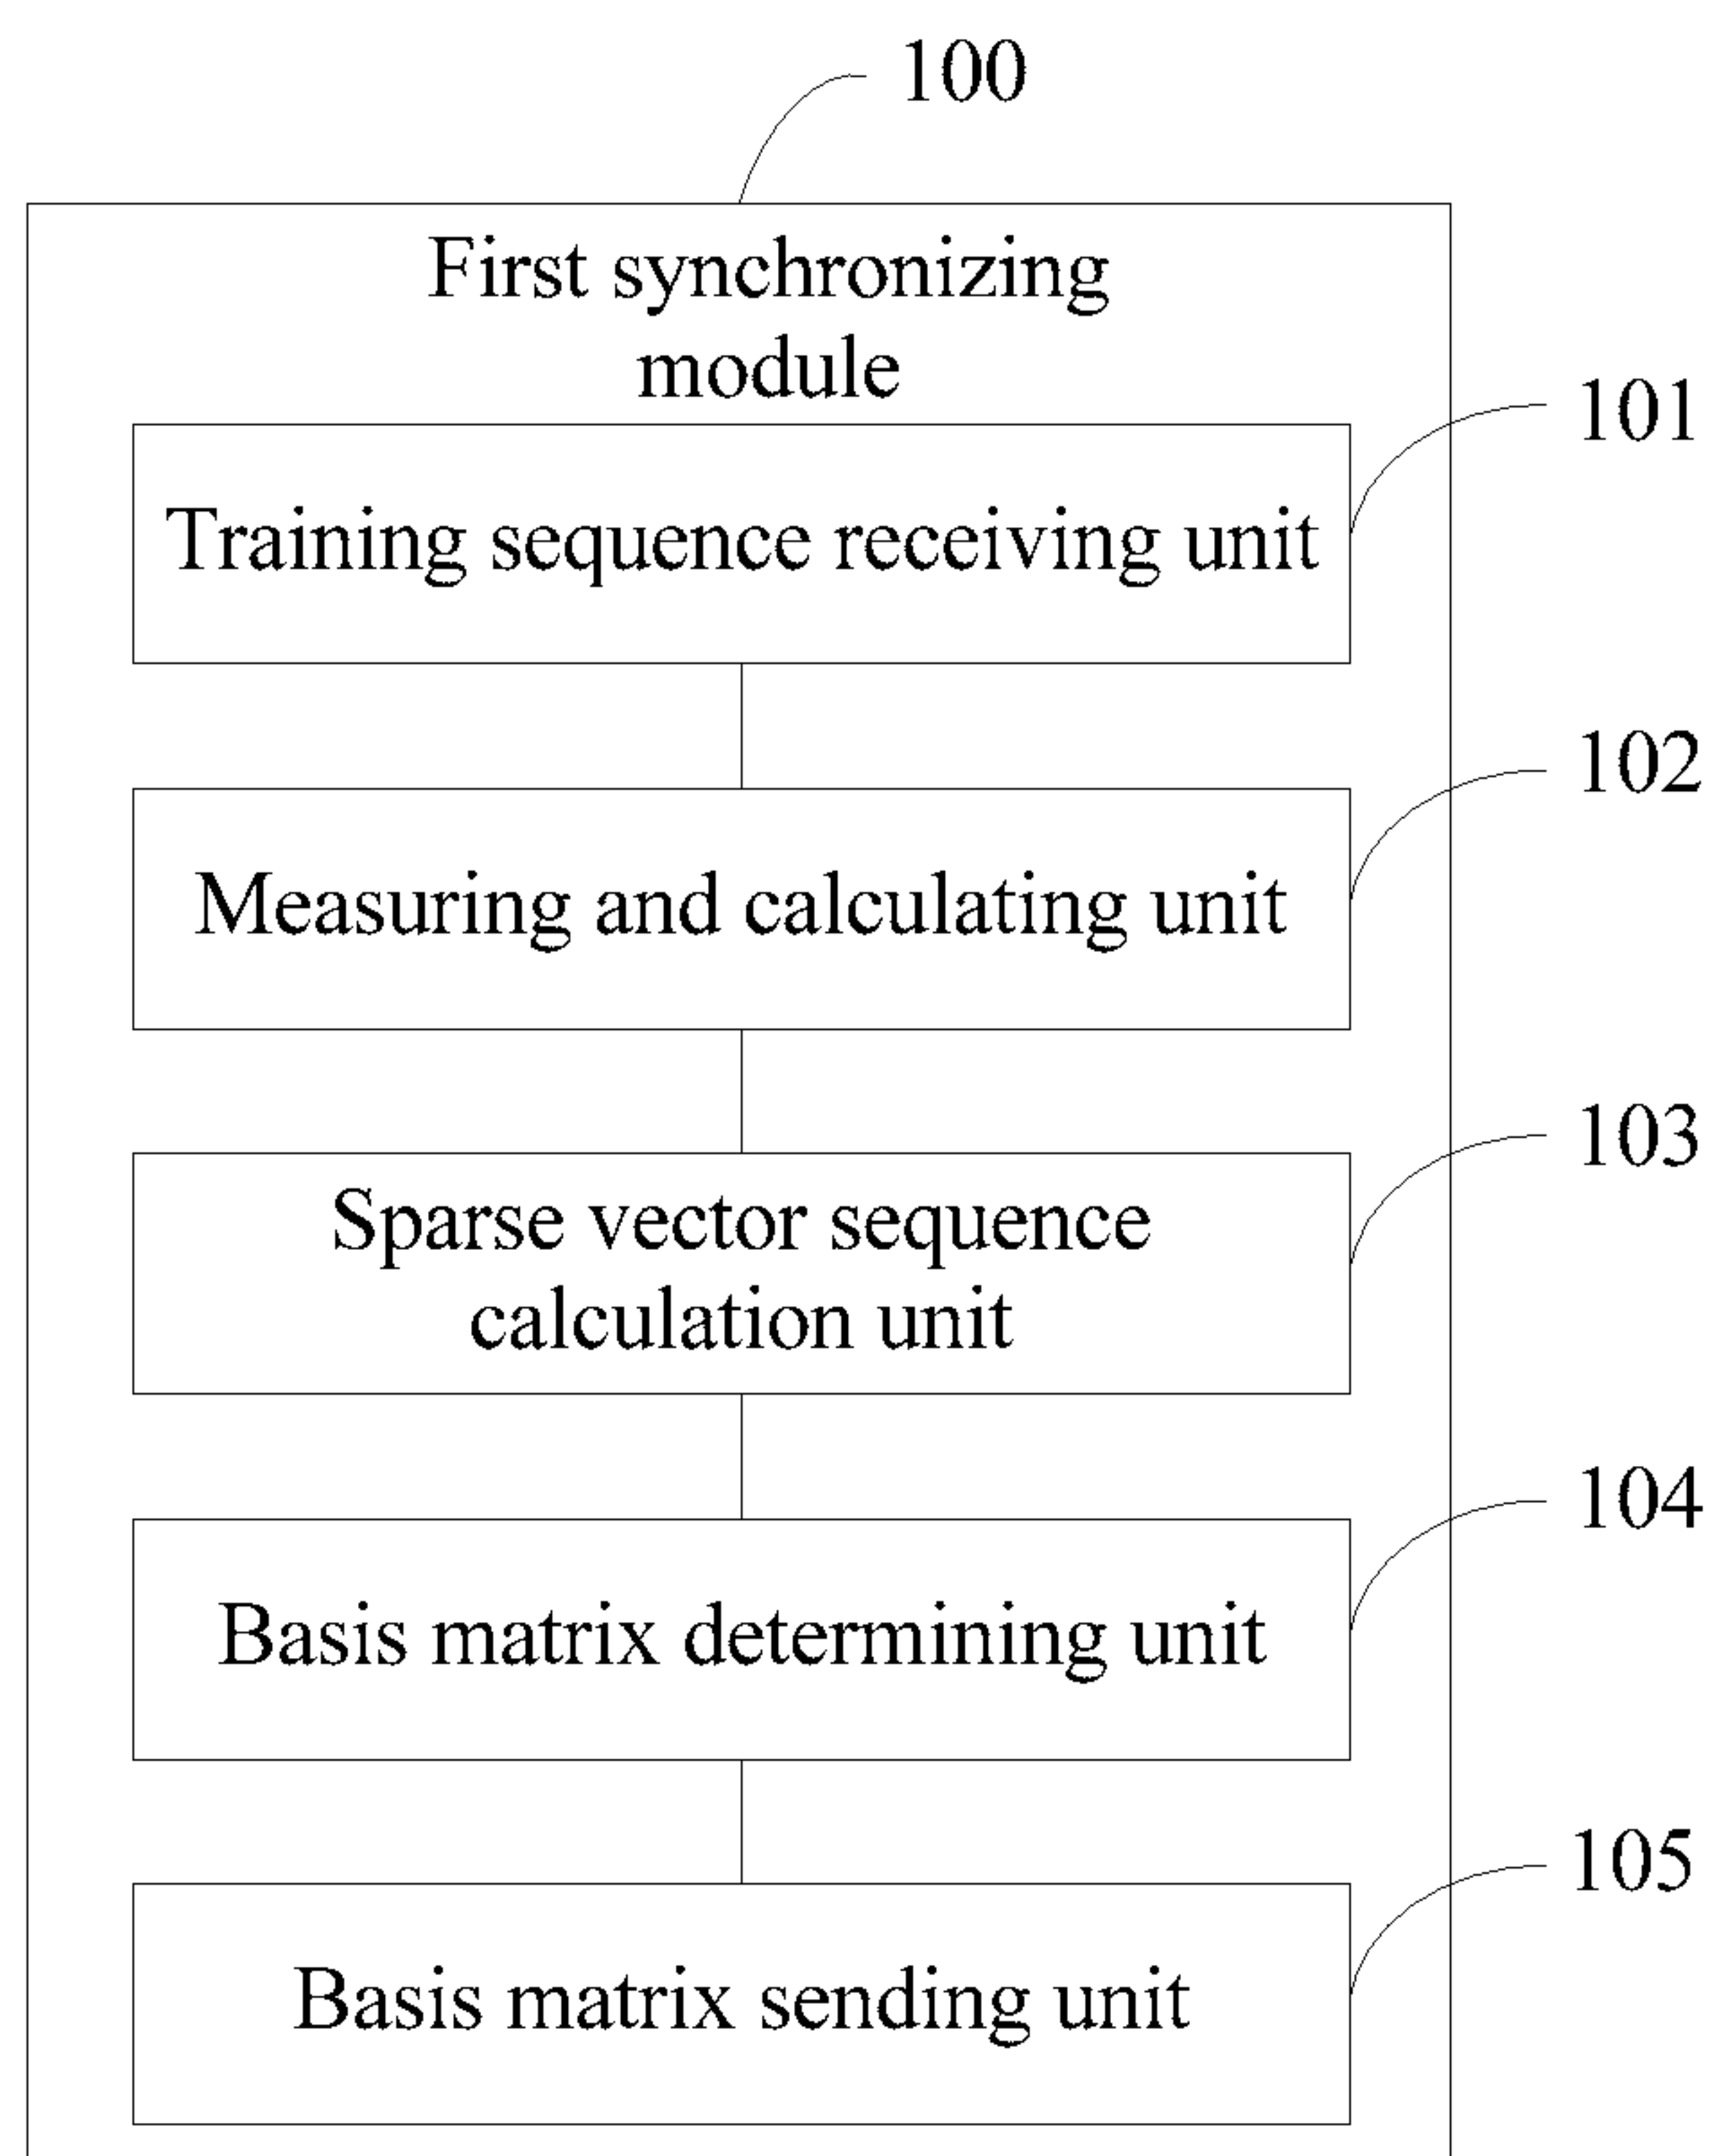 100
First synchronizing
module
101
Training sequence receiving unit
102
Measuring and calculating unit
103
Sparse vector sequence
calculation unit
104
Basis matrix determining unit
105
Basis matrix sending unit